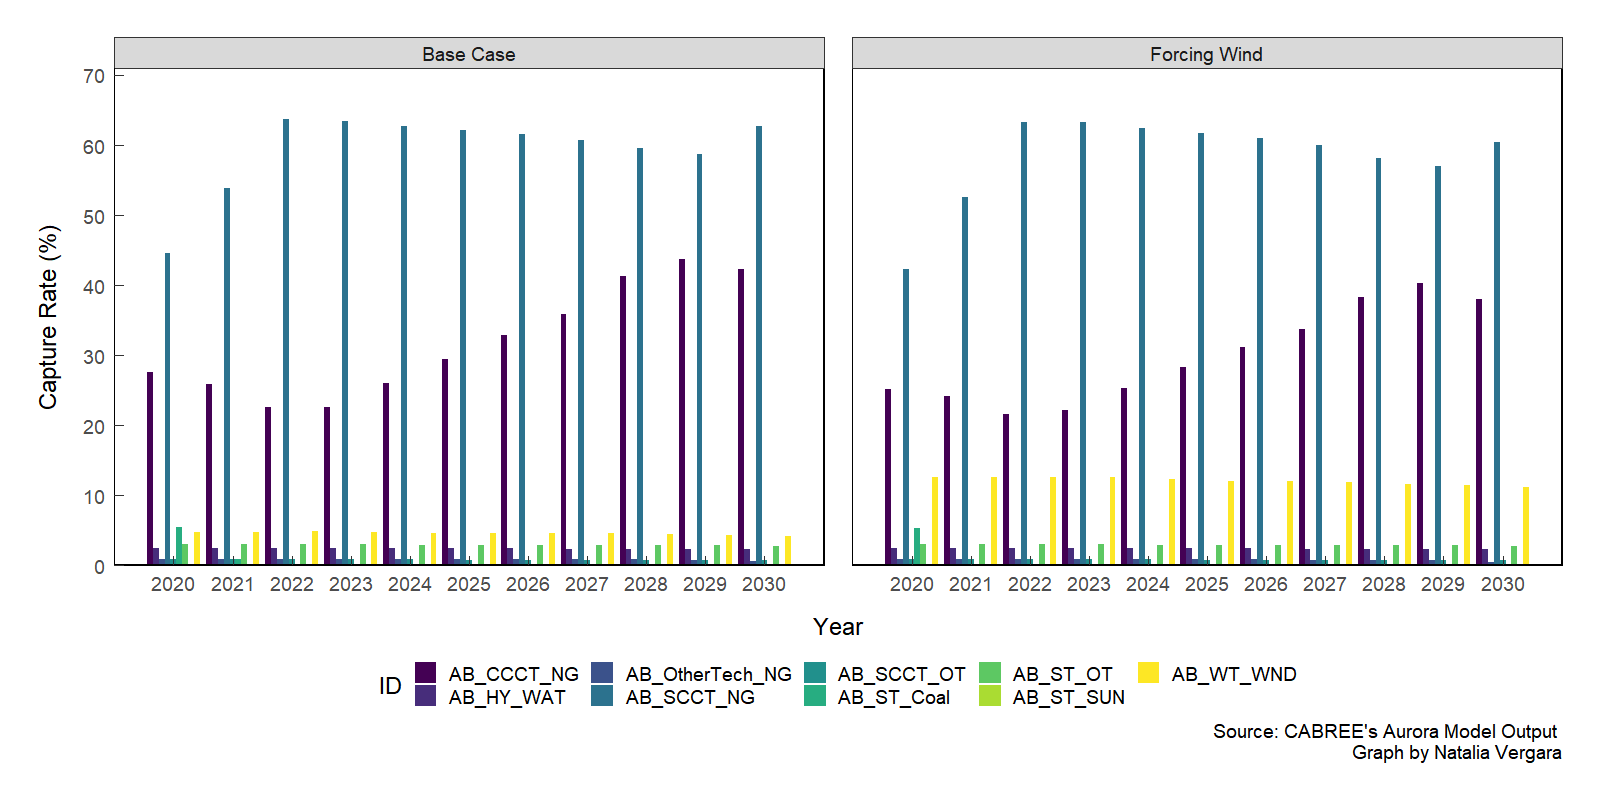 Base Case Forcing Wind
70
60
50
40
30
20
10
0
Capture Rate (%)
2020 2021 2022 2023 2024 2025 2026 2027 2028 2029 2030 2020 2021 2022 2023 2024 2025 2026 2027 2028 2029 2030
Year
ID
AB_CCCT_NG AB_OtherTech_NG AB_SCCT_OT AB_ST_OT AB_WT_WND
AB_HY_WAT AB_SCCT_NG AB_ST_Coal AB_ST_SUN
Source: CABREE's Aurora Model Output
Graph by Natalia Vergara